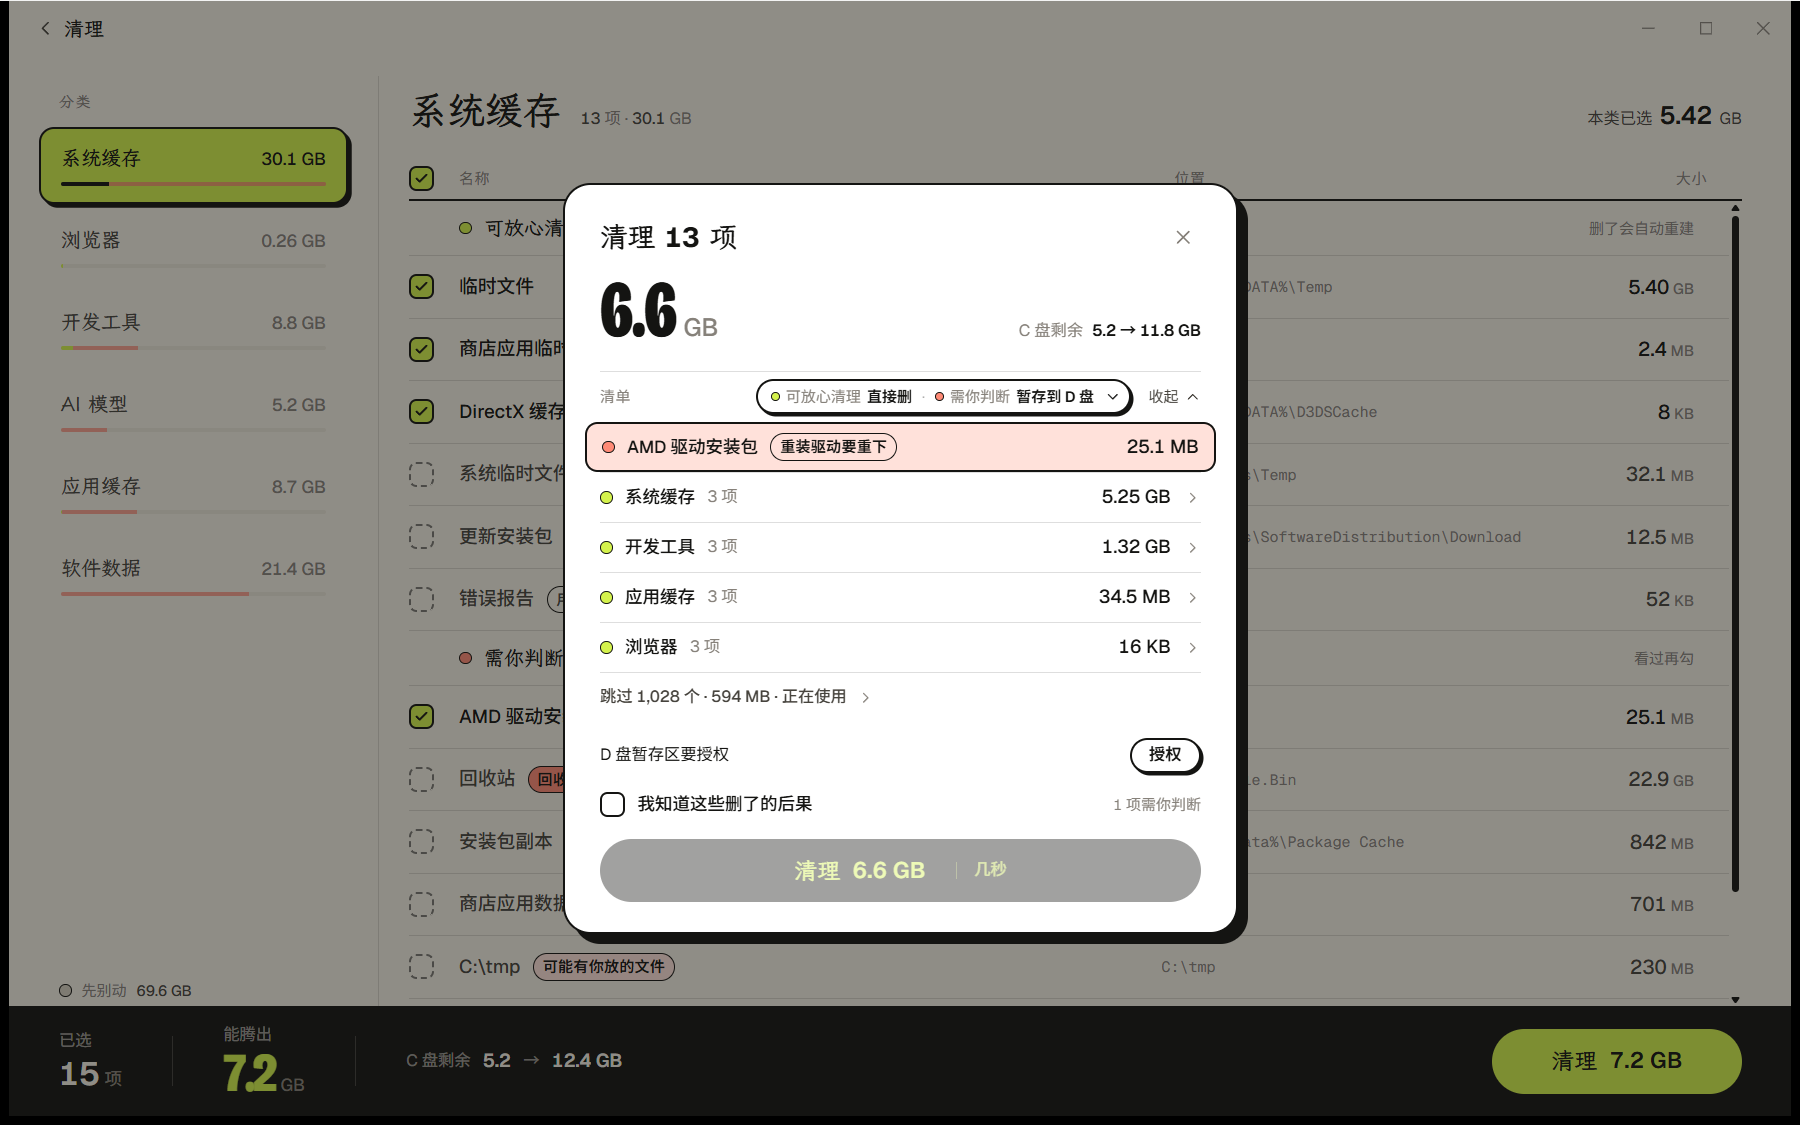 清理
分类
系统缓存 30.1 GB
浏览器 0.26 GB
开发工具 8.8 GB
AI 模型 5.2 GB
应用缓存 8.7 GB
软件数据 21.4 GB
先别动 69.6 GB
系统缓存 13 项 · 30.1 GB
本类已选 5.42 GB
名称 位置 大小
可放心清 删了会自动重建
临时文件 DATA%\Temp 5.40 GB
商店应用临时 2.4 MB
DirectX 缓存 DATA%\D3DSCache 8 KB
系统临时文件 s\Temp 32.1 MB
更新安装包 s\SoftwareDistribution\Download 12.5 MB
错误报告 52 KB
需你判断 看过再勾
AMD 驱动安 25.1 MB
回收站 回收 le.Bin 22.9 GB
安装包副本 ata%\Package Cache 842 MB
商店应用数据 701 MB
C:\tmp 可能有你放的文件 C:\tmp 230 MB
清理 13 项
6.6 GB
C 盘剩余 5.2 → 11.8 GB
清单 可放心清理 直接删 · 需你判断 暂存到 D 盘 收起
AMD 驱动安装包 重装驱动要重下 25.1 MB
系统缓存 3 项 5.25 GB
开发工具 3 项 1.32 GB
应用缓存 3 项 34.5 MB
浏览器 3 项 16 KB
跳过 1,028 个 · 594 MB · 正在使用
D 盘暂存区要授权 授权
我知道这些删了的后果 1 项需你判断
清理 6.6 GB 几秒
已选
15 项
能腾出
7.2 GB
C 盘剩余 5.2 → 12.4 GB
清理 7.2 GB